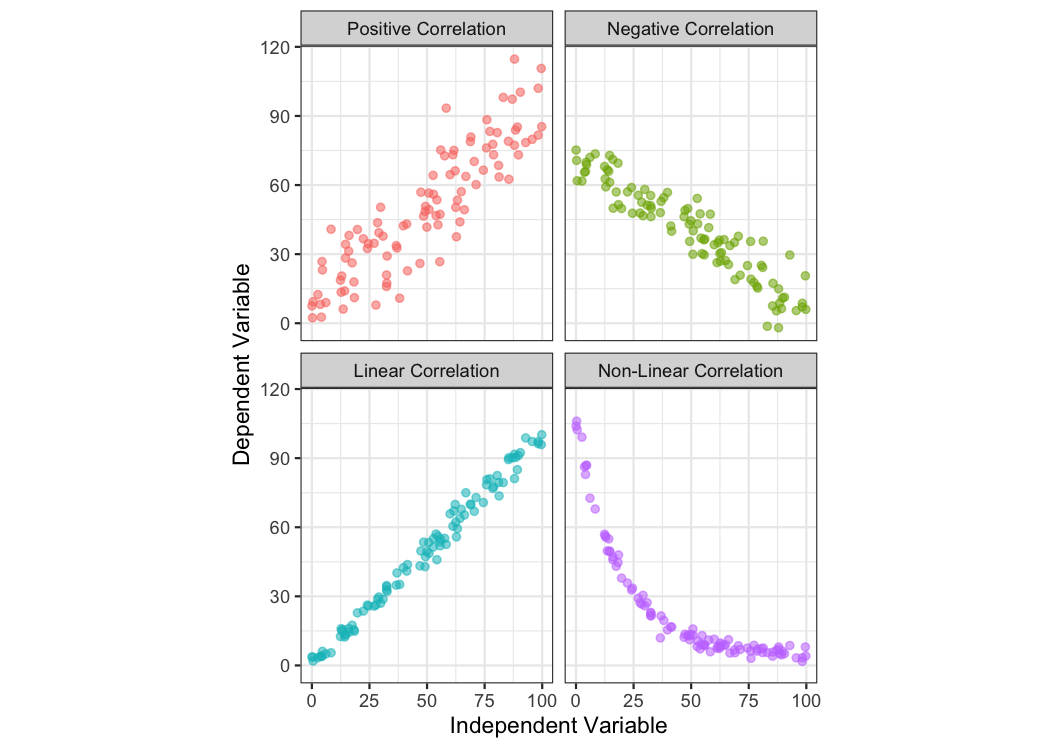 Positive Correlation
Negative Correlation
120
90
60
30
0
Dependent Variable
Linear Correlation
Non-Linear Correlation
120
90
60
30
0
0 25 50 75 100
0 25 50 75 100
Independent Variable